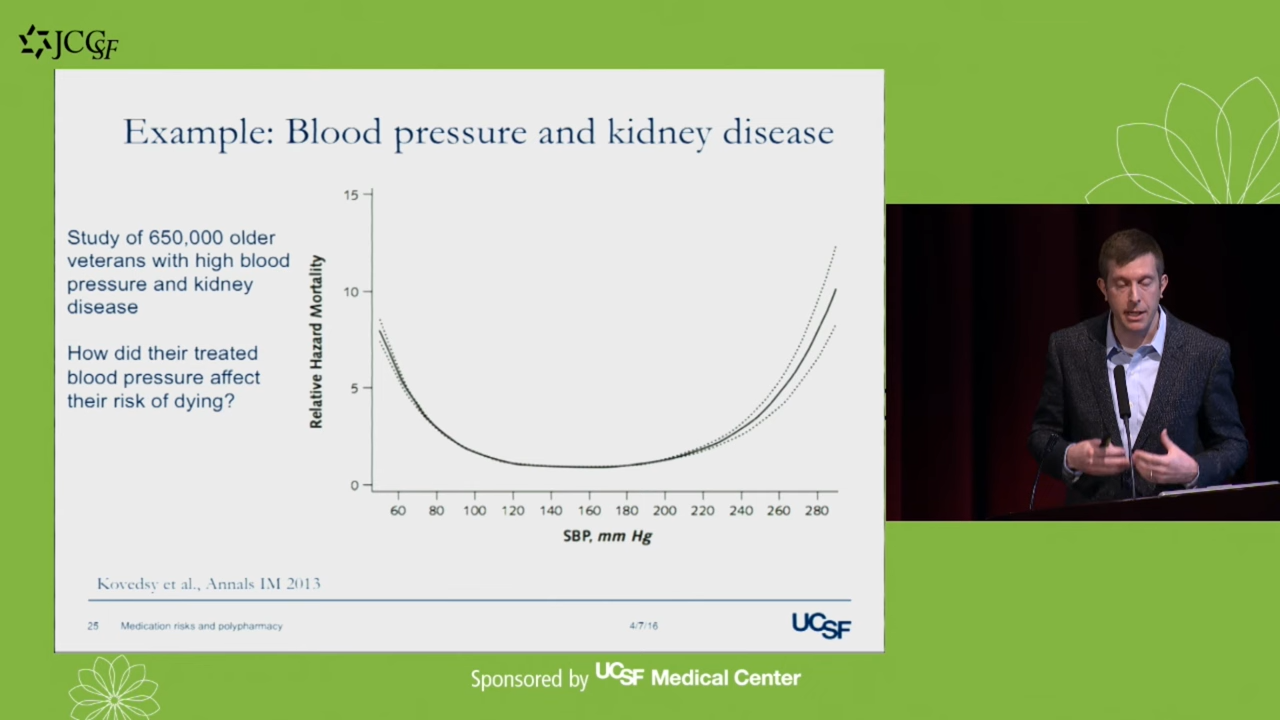 JCCSF
Example: Blood pressure and kidney disease
Study of 650,000 older
veterans with high blood
pressure and kidney
disease
How did their treated
blood pressure affect
their risk of dying?
Relative Hazard Mortality
15
10
5
0
60 80 100 120 140 160 180 200 220 240 260 280
SBP, mm Hg
Kovedsy et al., Annals IM 2013
25 Medication risks and polypharmacy 4/7/16 UCSF
Sponsored by UCSF Medical Center